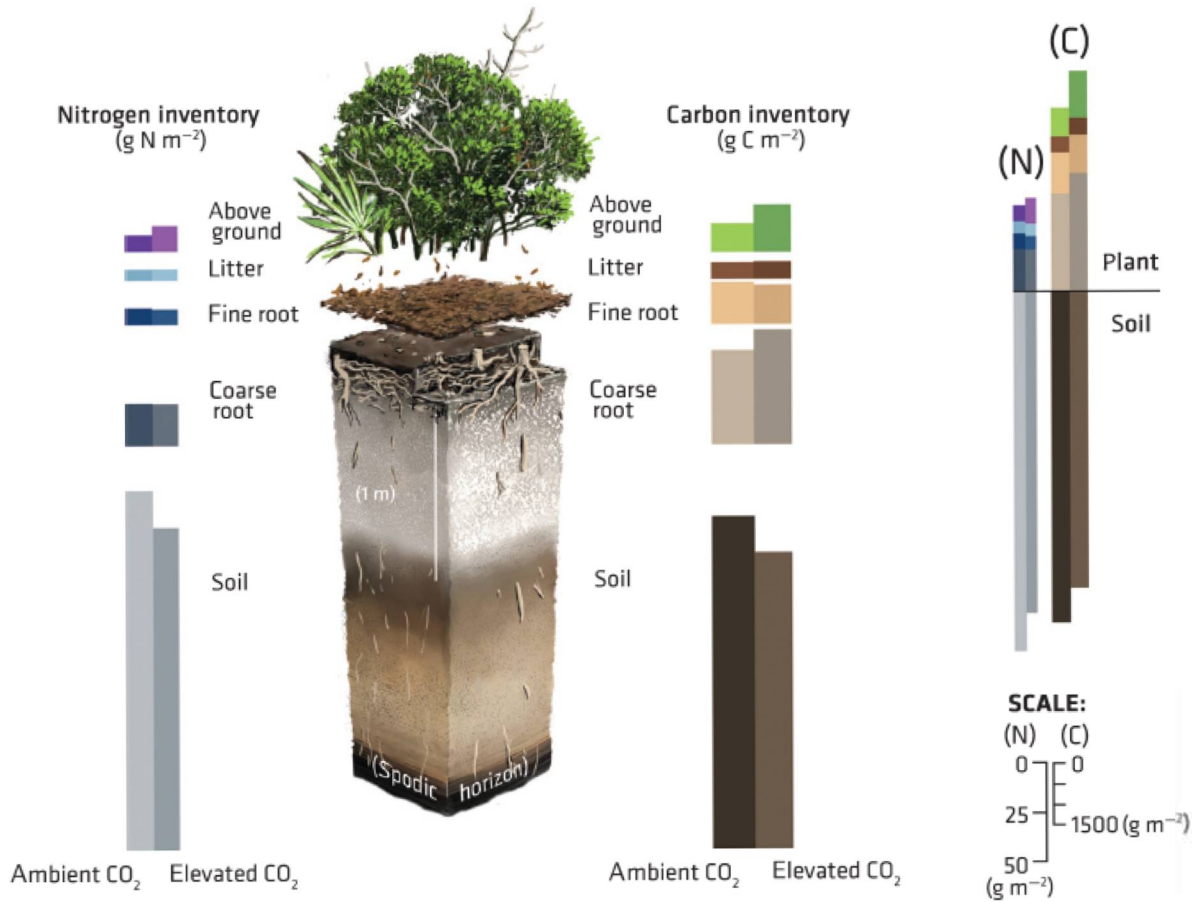 Nitrogen inventory
(g N m⁻²)
Above
ground
Litter
Fine root
Coarse
root
Soil
Ambient CO₂ Elevated CO₂
(1 m)
(Spodic horizon)
Carbon inventory
(g C m⁻²)
Above
ground
Litter
Fine root
Coarse
root
Soil
Ambient CO₂ Elevated CO₂
(C)
(N)
Plant
Soil
SCALE:
(N) (C)
0 0
25 1500 (g m⁻²)
50
(g m⁻²)